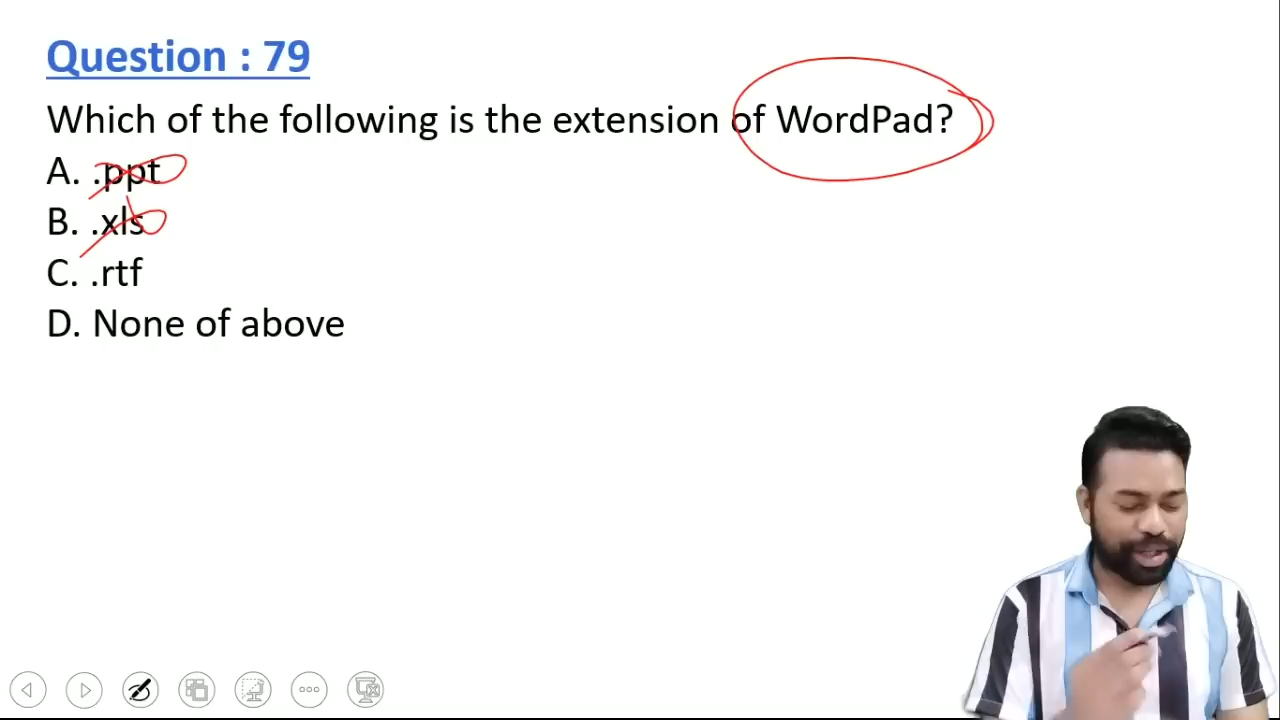 Question : 79
Which of the following is the extension of WordPad?
A. .ppt
B. .xls
C. .rtf
D. None of above